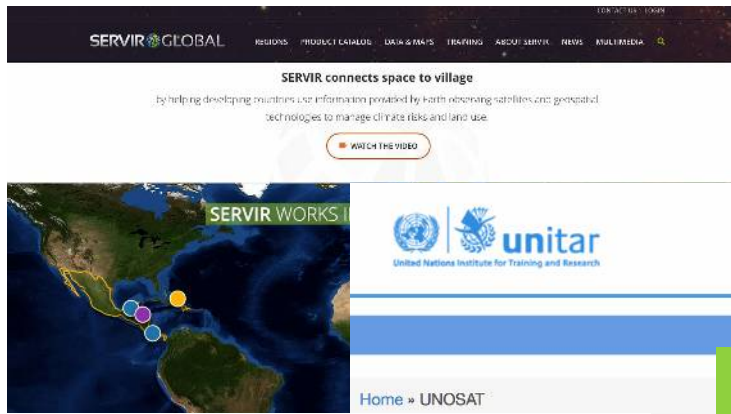 CONTACT US LOGIN
SERVIR GLOBAL
REGIONS PRODUCT CATALOG DATA & MAPS TRAINING ABOUT SERVIR NEWS MULTIMEDIA
SERVIR connects space to village
by helping developing countries use information provided by Earth observing satellites and geospatial
technologies to manage climate risks and land use.
WATCH THE VIDEO
SERVIR WORKS
unitar
United Nations Institute for Training and Research
Home » UNOSAT